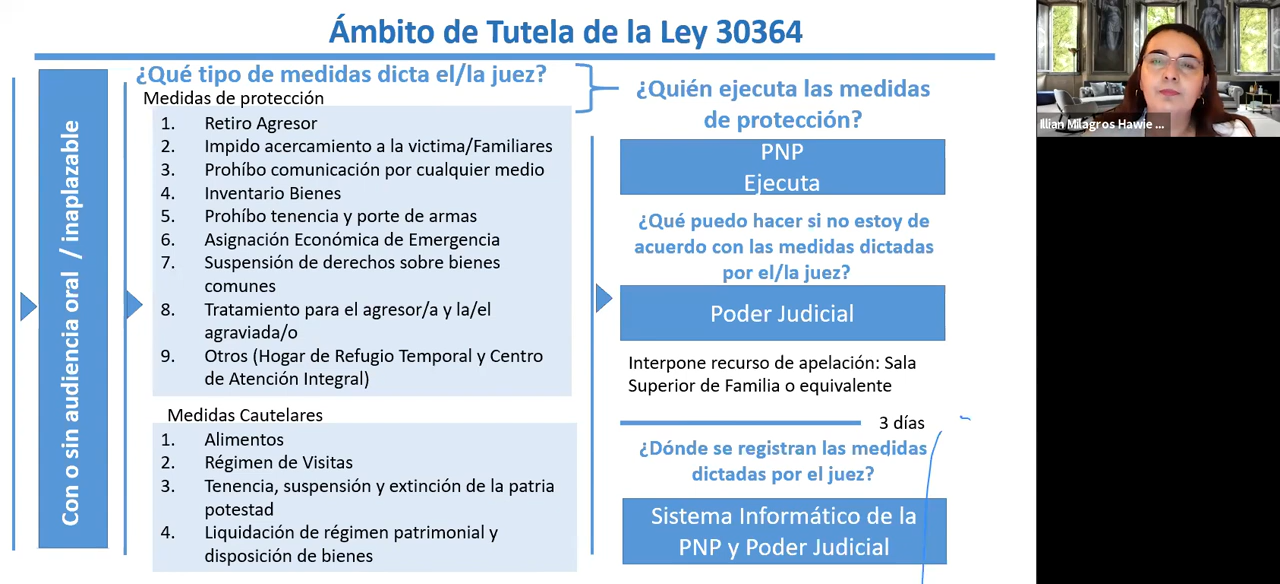 Ámbito de Tutela de la Ley 30364
Con o sin audiencia oral / inaplazable
¿Qué tipo de medidas dicta el/la juez?
Medidas de protección
1. Retiro Agresor
2. Impido acercamiento a la victima/Familiares
3. Prohíbo comunicación por cualquier medio
4. Inventario Bienes
5. Prohíbo tenencia y porte de armas
6. Asignación Económica de Emergencia
7. Suspensión de derechos sobre bienes
comunes
8. Tratamiento para el agresor/a y la/el
agraviada/o
9. Otros (Hogar de Refugio Temporal y Centro
de Atención Integral)
Medidas Cautelares
1. Alimentos
2. Régimen de Visitas
3. Tenencia, suspensión y extinción de la patria
potestad
4. Liquidación de régimen patrimonial y
disposición de bienes
¿Quién ejecuta las medidas
de protección?
PNP
Ejecuta
¿Qué puedo hacer si no estoy de
acuerdo con las medidas dictadas
por el/la juez?
Poder Judicial
Interpone recurso de apelación: Sala
Superior de Familia o equivalente
3 días
¿Dónde se registran las medidas
dictadas por el juez?
Sistema Informático de la
PNP y Poder Judicial
Illian Milagros Hawie ...